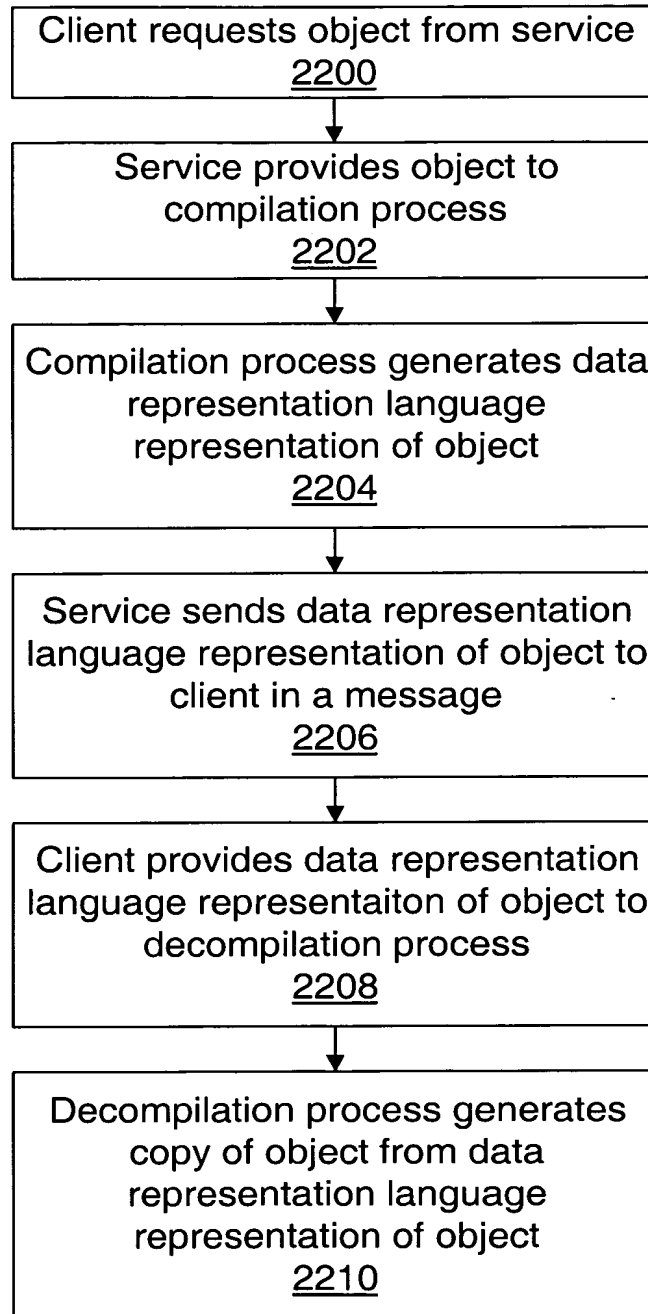 Client requests object from service
2200
Service provides object to
compilation process
2202
Compilation process generates data
representation language
representation of object
2204
Service sends data representation
language representation of object to
client in a message
2206
Client provides data representation
language representaiton of object to
decompilation process
2208
Decompilation process generates
copy of object from data
representation language
representation of object
2210